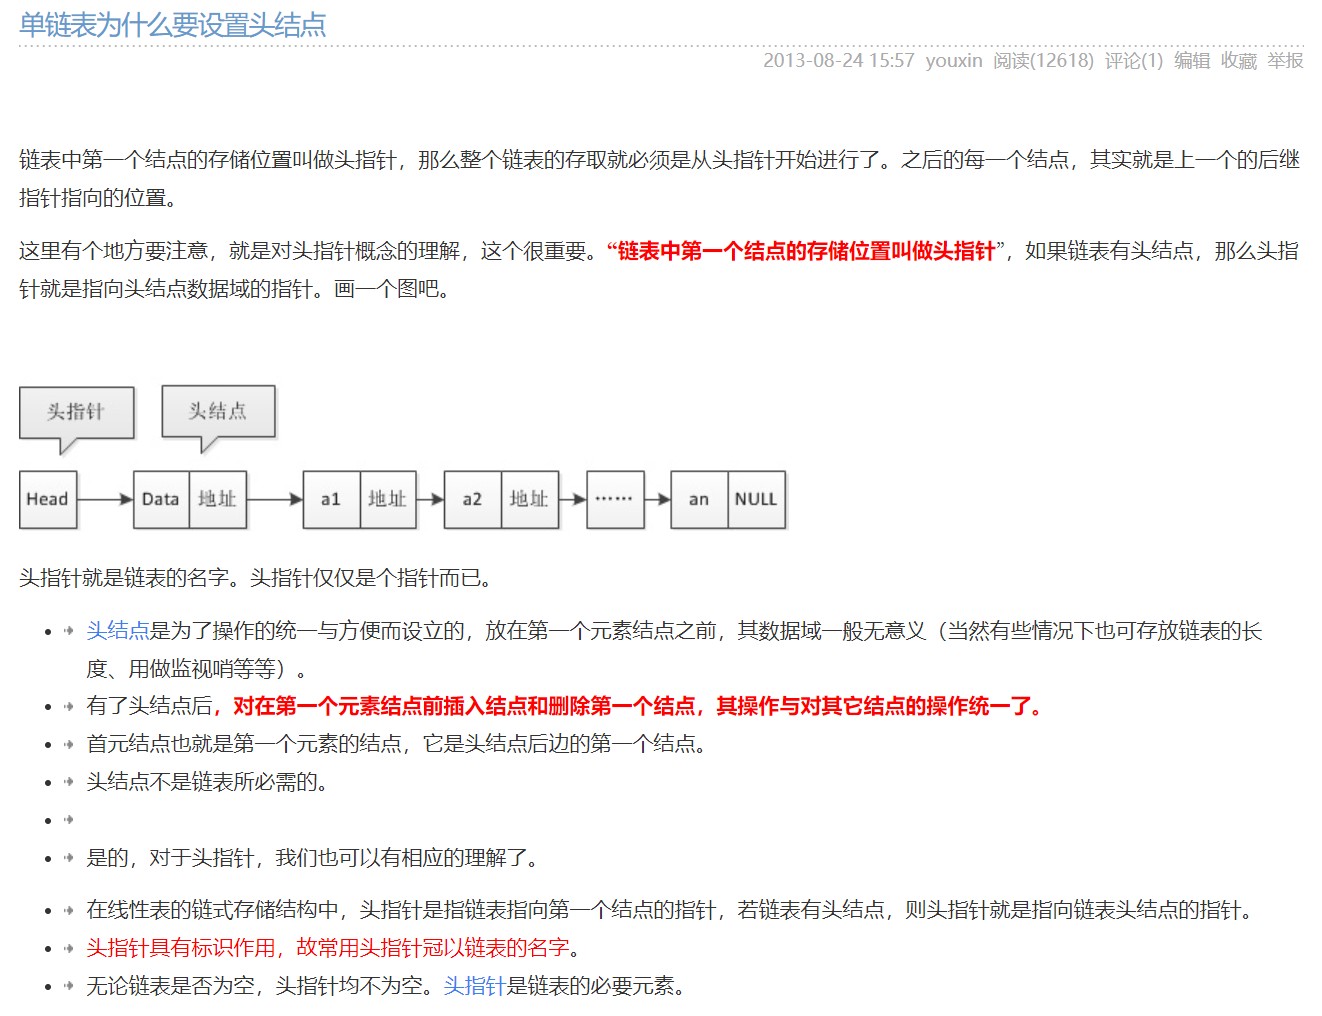 单链表为什么要设置头结点
2013-08-24 15:57 youxin 阅读(12618) 评论(1) 编辑 收藏 举报
链表中第一个结点的存储位置叫做头指针，那么整个链表的存取就必须是从头指针开始进行了。之后的每一个结点，其实就是上一个的后继
指针指向的位置。
这里有个地方要注意，就是对头指针概念的理解，这个很重要。“链表中第一个结点的存储位置叫做头指针”，如果链表有头结点，那么头指
针就是指向头结点数据域的指针。画一个图吧。
头指针 头结点
Head Data 地址 a1 地址 a2 地址 …… an NULL
头指针就是链表的名字。头指针仅仅是个指针而已。
头结点是为了操作的统一与方便而设立的，放在第一个元素结点之前，其数据域一般无意义（当然有些情况下也可存放链表的长
度、用做监视哨等等）。
有了头结点后，对在第一个元素结点前插入结点和删除第一个结点，其操作与对其它结点的操作统一了。
首元结点也就是第一个元素的结点，它是头结点后边的第一个结点。
头结点不是链表所必需的。
是的，对于头指针，我们也可以有相应的理解了。
在线性表的链式存储结构中，头指针是指链表指向第一个结点的指针，若链表有头结点，则头指针就是指向链表头结点的指针。
头指针具有标识作用，故常用头指针冠以链表的名字。
无论链表是否为空，头指针均不为空。头指针是链表的必要元素。